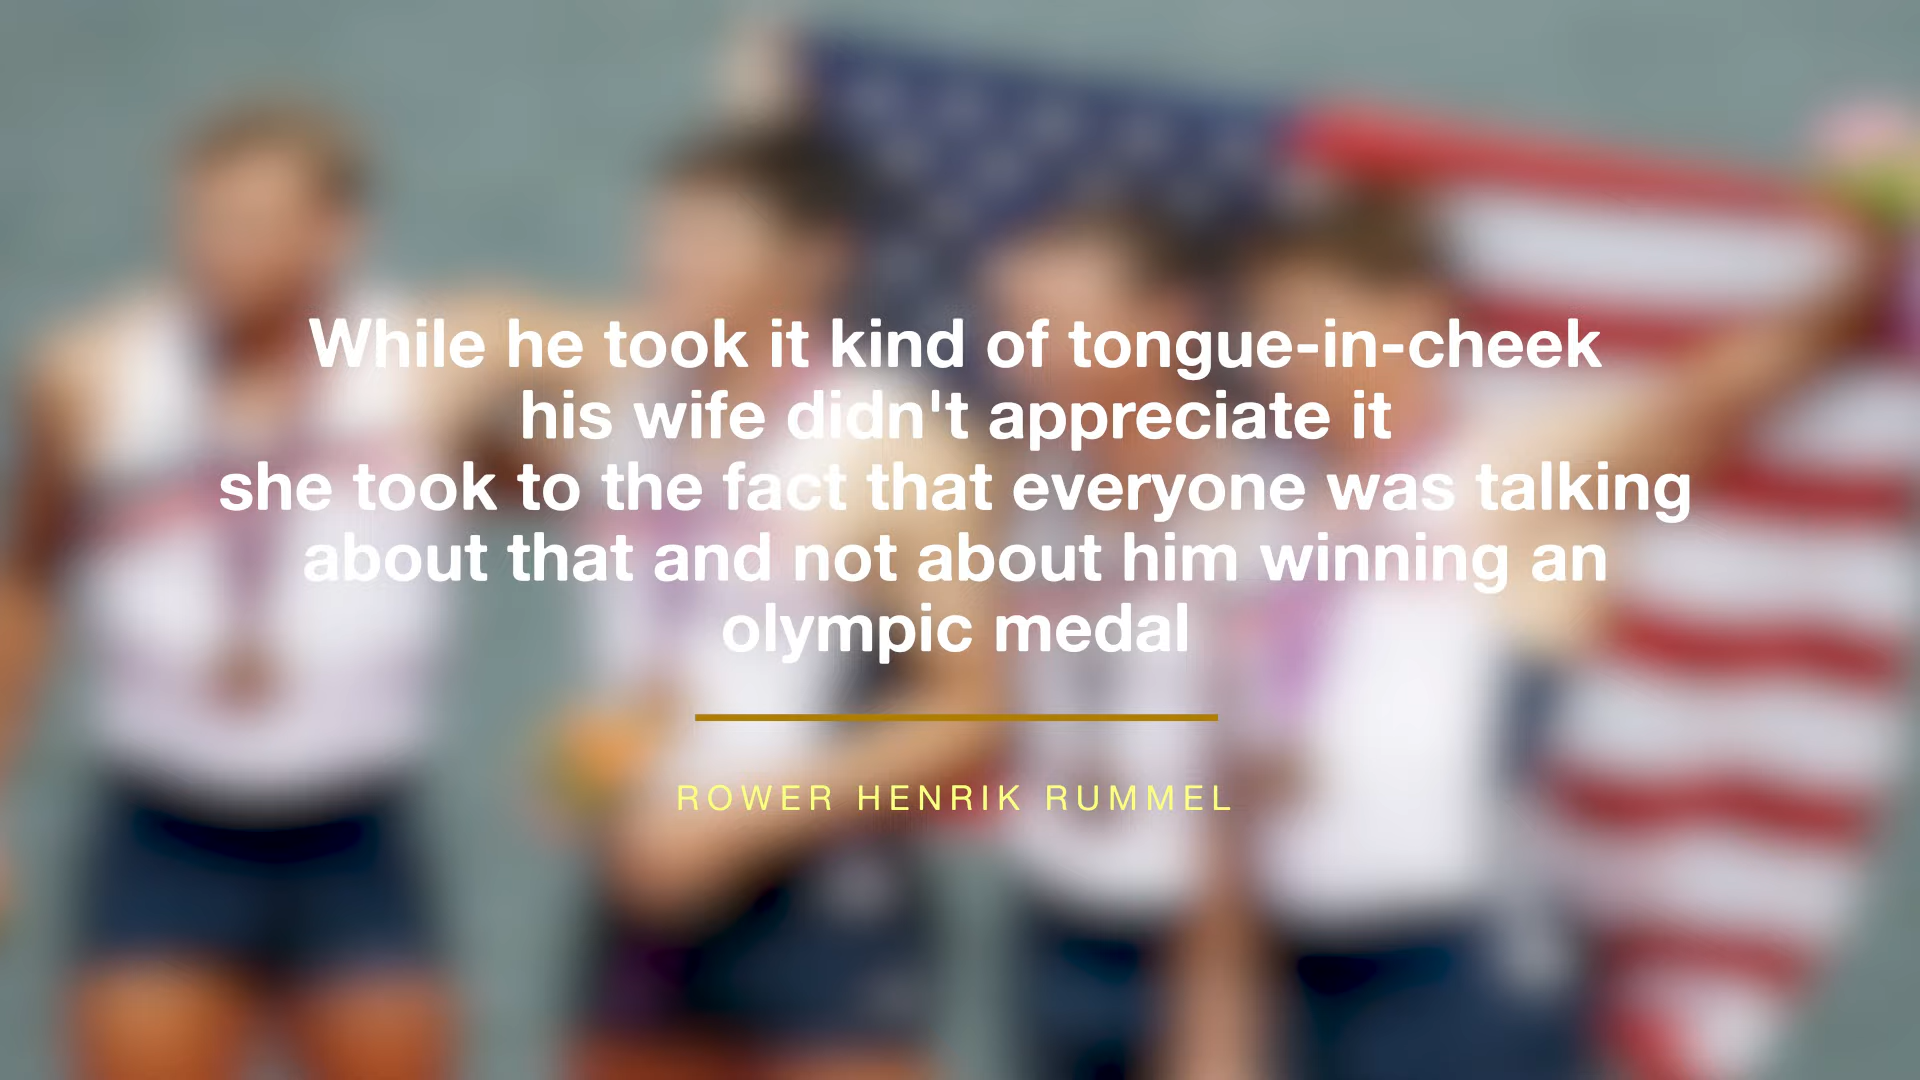 While he took it kind of tongue-in-cheek
his wife didn't appreciate it
she took to the fact that everyone was talking
about that and not about him winning an
olympic medal
ROWER HENRIK RUMMEL